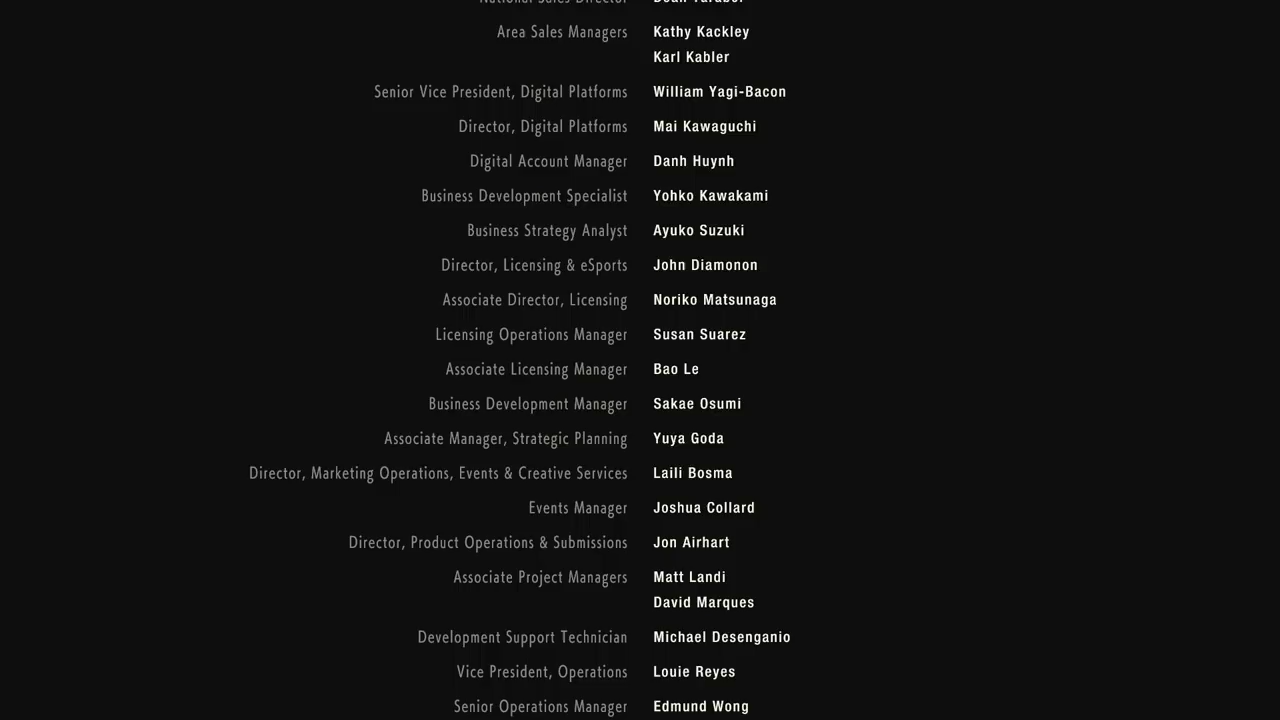 National Sales Director Dean Tarabor
Area Sales Managers Kathy Kackley
Karl Kabler
Senior Vice President, Digital Platforms William Yagi-Bacon
Director, Digital Platforms Mai Kawaguchi
Digital Account Manager Danh Huynh
Business Development Specialist Yohko Kawakami
Business Strategy Analyst Ayuko Suzuki
Director, Licensing & eSports John Diamonon
Associate Director, Licensing Noriko Matsunaga
Licensing Operations Manager Susan Suarez
Associate Licensing Manager Bao Le
Business Development Manager Sakae Osumi
Associate Manager, Strategic Planning Yuya Goda
Director, Marketing Operations, Events & Creative Services Laili Bosma
Events Manager Joshua Collard
Director, Product Operations & Submissions Jon Airhart
Associate Project Managers Matt Landi
David Marques
Development Support Technician Michael Desenganio
Vice President, Operations Louie Reyes
Senior Operations Manager Edmund Wong